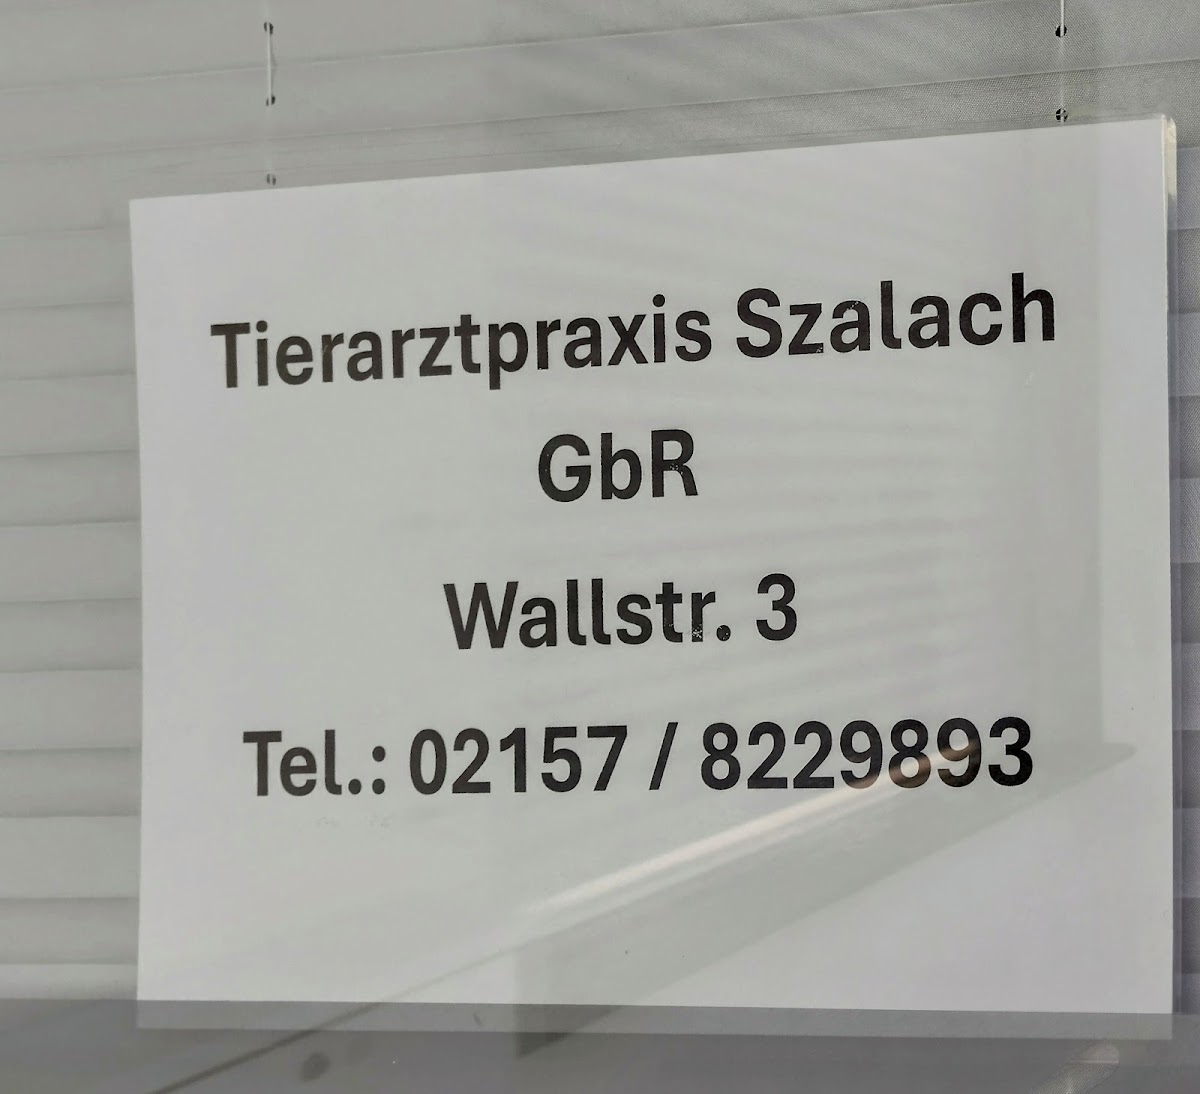 Tierarztpraxis Szalach
GbR
Wallstr. 3
Tel.: 02157 / 8229893